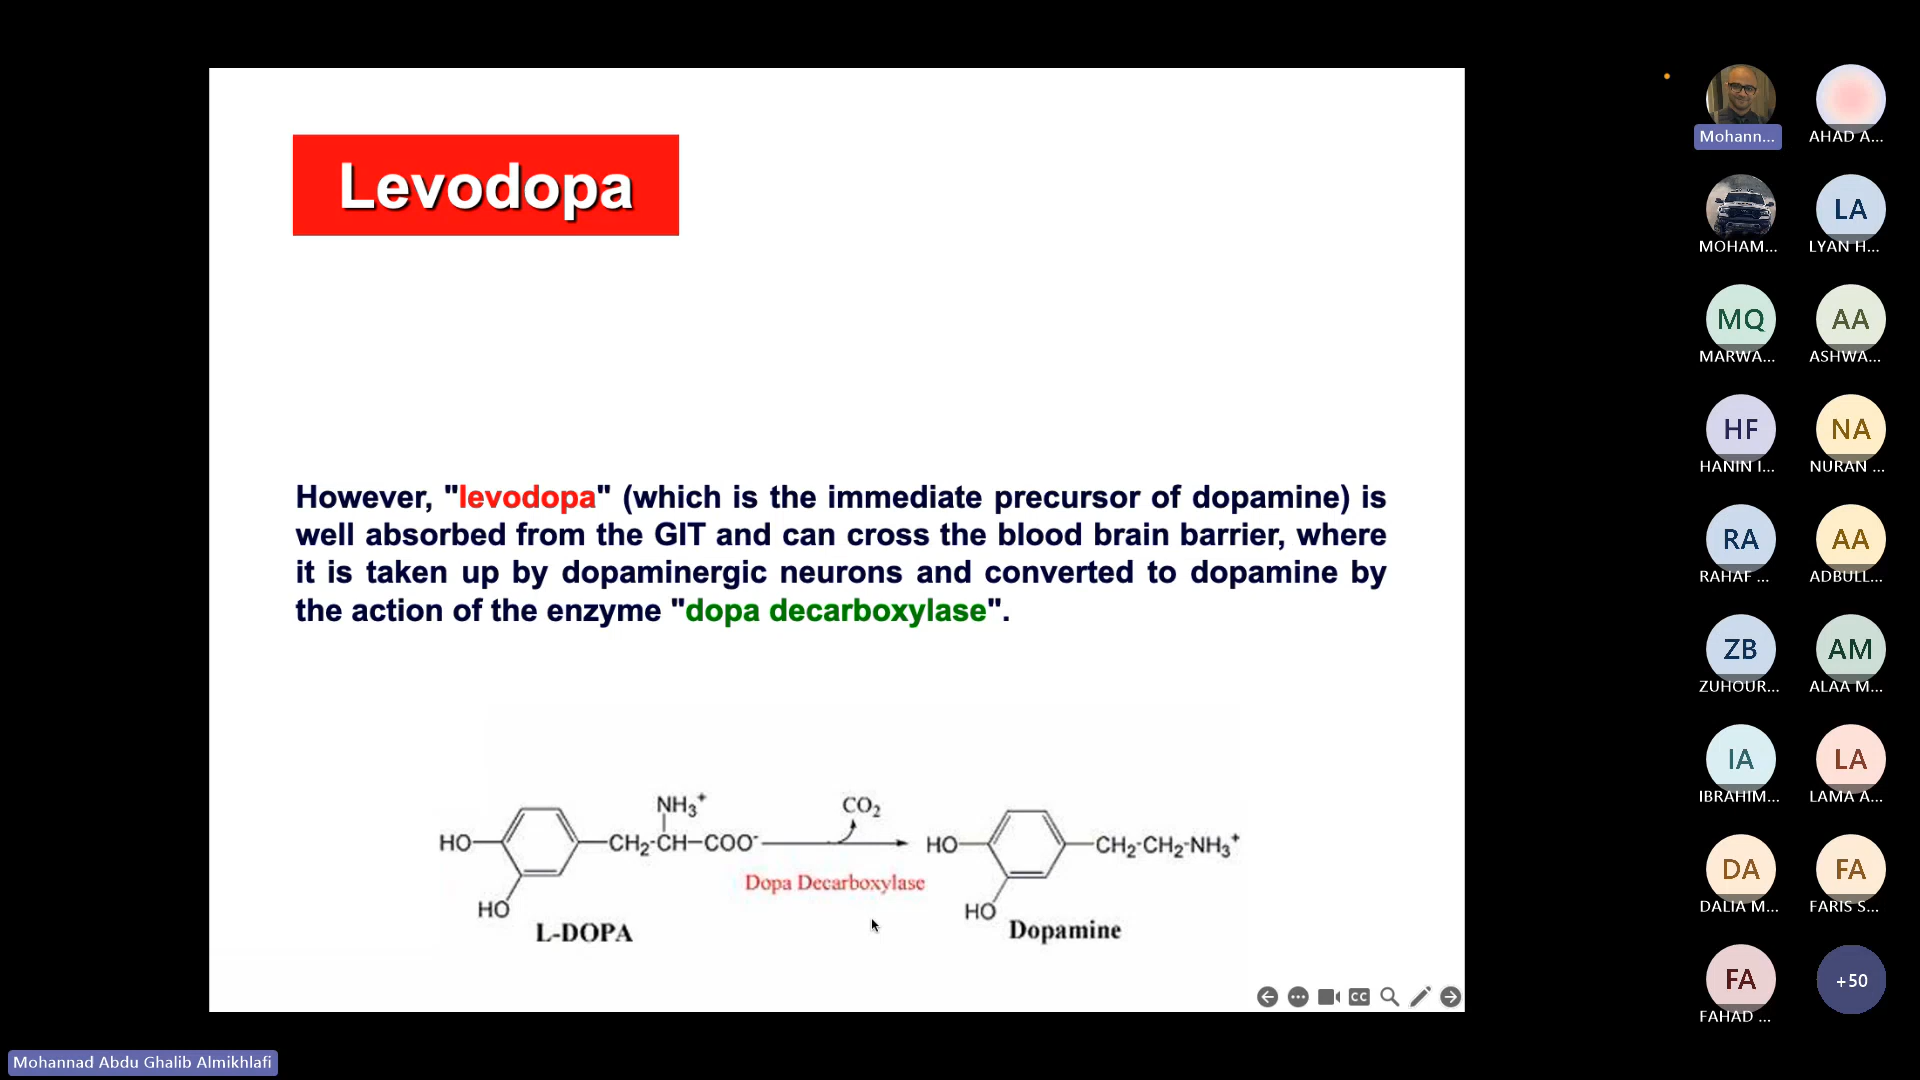 Levodopa
However, "levodopa" (which is the immediate precursor of dopamine) is
well absorbed from the GIT and can cross the blood brain barrier, where
it is taken up by dopaminergic neurons and converted to dopamine by
the action of the enzyme "dopa decarboxylase".
NH3+
CO2
HO
CH2-CH-COO-
HO
CH2-CH2-NH3+
Dopa Decarboxylase
HO
HO
L-DOPA
Dopamine
CC
Mohann...
AHAD A...
LA
MOHAM...
LYAN H...
MQ
AA
MARWA...
ASHWA...
HF
NA
HANIN I...
NURAN ...
RA
AA
RAHAF ...
ADBULL...
ZB
AM
ZUHOUR...
ALAA M...
IA
LA
IBRAHIM...
LAMA A...
DA
FA
DALIA M...
FARIS S...
FA
+50
FAHAD ...
Mohannad Abdu Ghalib Almikhlafi